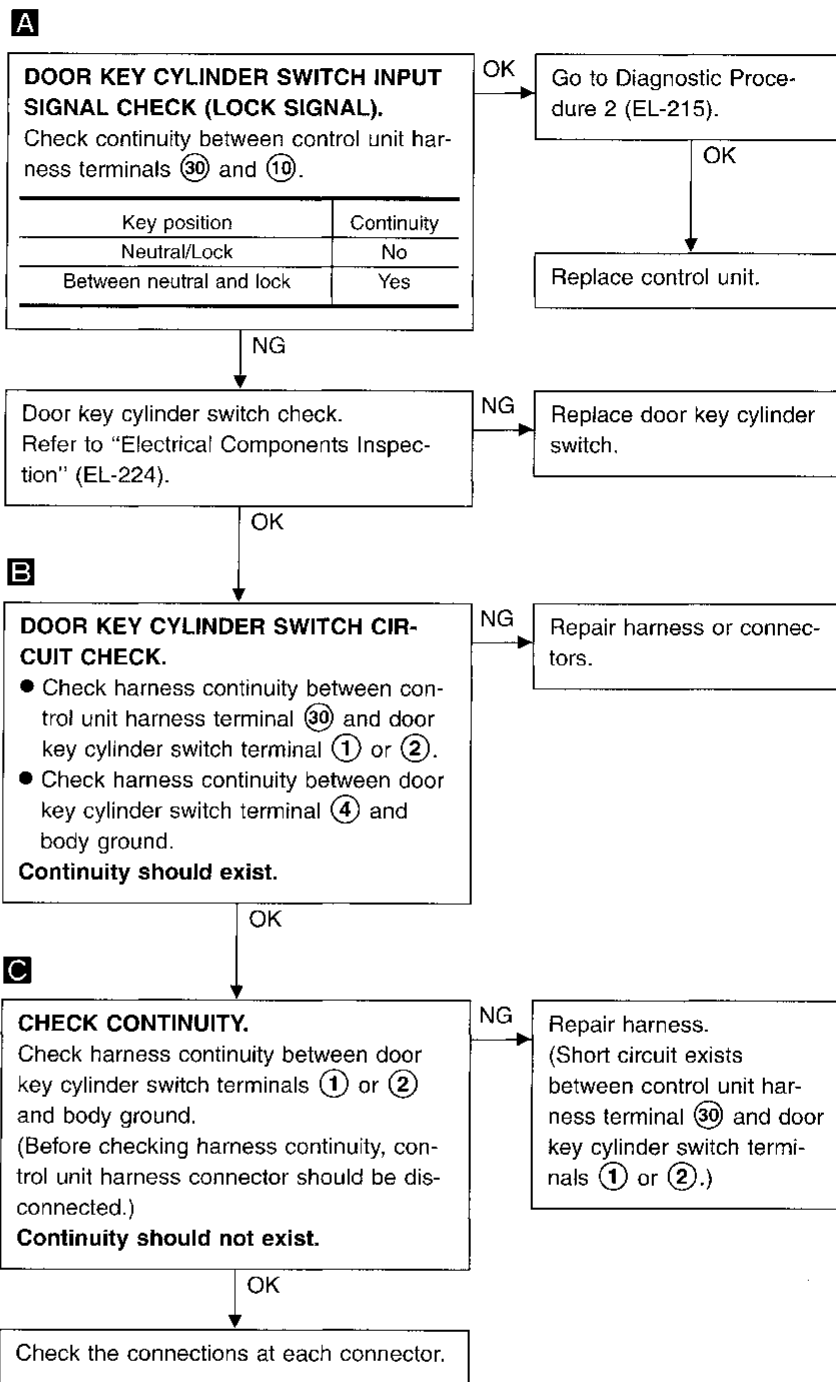 A
DOOR KEY CYLINDER SWITCH INPUT
SIGNAL CHECK (LOCK SIGNAL).
Check continuity between control unit har-
ness terminals ㉚ and ⑩.
Key position Continuity
Neutral/Lock No
Between neutral and lock Yes
OK
Go to Diagnostic Proce-
dure 2 (EL-215).
OK
Replace control unit.
NG
Door key cylinder switch check.
Refer to "Electrical Components Inspec-
tion" (EL-224).
NG
Replace door key cylinder
switch.
OK
B
DOOR KEY CYLINDER SWITCH CIR-
CUIT CHECK.
● Check harness continuity between con-
trol unit harness terminal ㉚ and door
key cylinder switch terminal ① or ②.
● Check harness continuity between door
key cylinder switch terminal ④ and
body ground.
Continuity should exist.
NG
Repair harness or connec-
tors.
OK
C
CHECK CONTINUITY.
Check harness continuity between door
key cylinder switch terminals ① or ②
and body ground.
(Before checking harness continuity, con-
trol unit harness connector should be dis-
connected.)
Continuity should not exist.
NG
Repair harness.
(Short circuit exists
between control unit har-
ness terminal ㉚ and door
key cylinder switch termi-
nals ① or ②.)
OK
Check the connections at each connector.